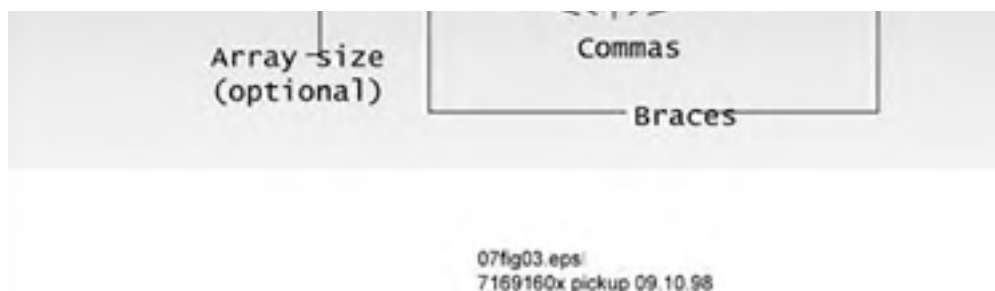 Array size
(optional)
Commas
Braces
07fig03.eps
7169160x pickup 09.10.98